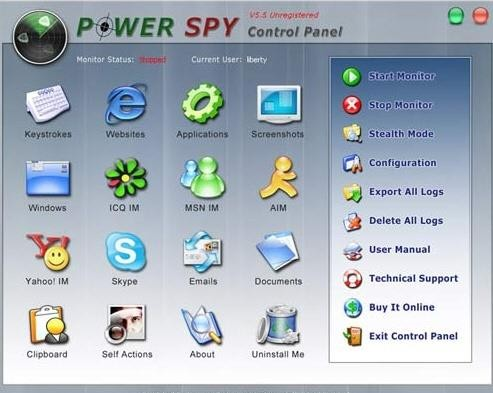 POWER SPY V5.5 Unregistered
Control Panel
Monitor Status: Stopped Current User: liberty
Keystrokes Websites Applications Screenshots
Windows ICQ IM MSN IM AIM
Yahoo! IM Skype Emails Documents
Clipboard Self Actions About Uninstall Me
Start Monitor
Stop Monitor
Stealth Mode
Configuration
Export All Logs
Delete All Logs
User Manual
Technical Support
Buy It Online
Exit Control Panel